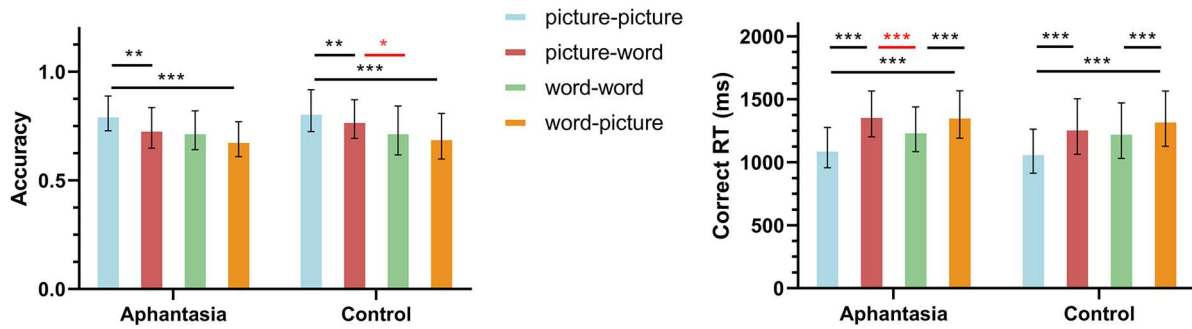 Accuracy
1.0
0.5
0.0
** 
***
** *
***
Aphantasia Control
picture-picture
picture-word
word-word
word-picture
Correct RT (ms)
2000
1500
1000
500
0
*** *** ***
***
*** ***
***
Aphantasia Control